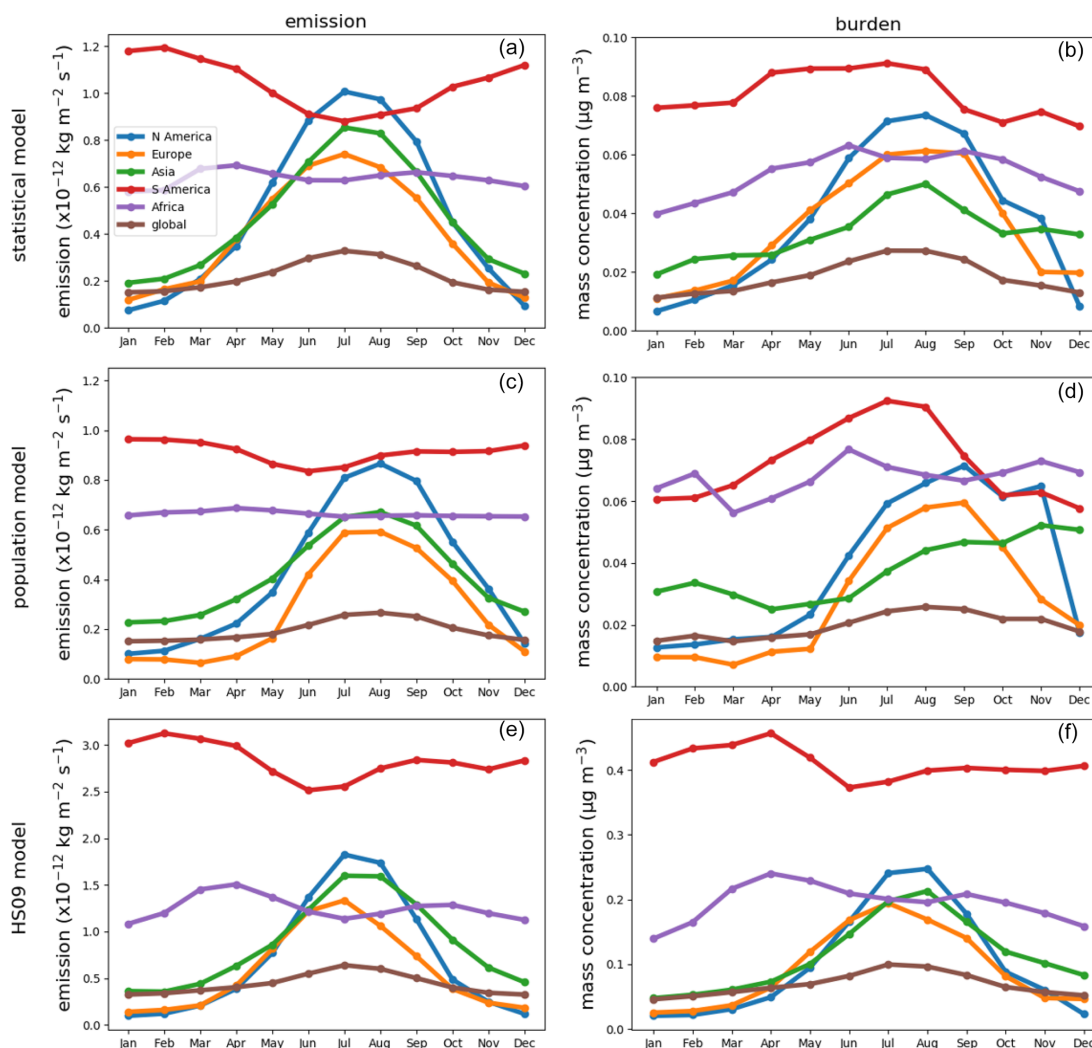 emission
burden
statistical model
emission (x10⁻¹² kg m⁻² s⁻¹)
1.2
1.0
0.8
0.6
0.4
0.2
0.0
(a)
N America
Europe
Asia
S America
Africa
global
Jan Feb Mar Apr May Jun Jul Aug Sep Oct Nov Dec
mass concentration (µg m⁻³)
0.10
0.08
0.06
0.04
0.02
0.00
(b)
Jan Feb Mar Apr May Jun Jul Aug Sep Oct Nov Dec
population model
emission (x10⁻¹² kg m⁻² s⁻¹)
1.2
1.0
0.8
0.6
0.4
0.2
0.0
(c)
Jan Feb Mar Apr May Jun Jul Aug Sep Oct Nov Dec
mass concentration (µg m⁻³)
0.10
0.08
0.06
0.04
0.02
0.00
(d)
Jan Feb Mar Apr May Jun Jul Aug Sep Oct Nov Dec
HS09 model
emission (x10⁻¹² kg m⁻² s⁻¹)
3.0
2.5
2.0
1.5
1.0
0.5
0.0
(e)
Jan Feb Mar Apr May Jun Jul Aug Sep Oct Nov Dec
mass concentration (µg m⁻³)
0.4
0.3
0.2
0.1
0.0
(f)
Jan Feb Mar Apr May Jun Jul Aug Sep Oct Nov Dec